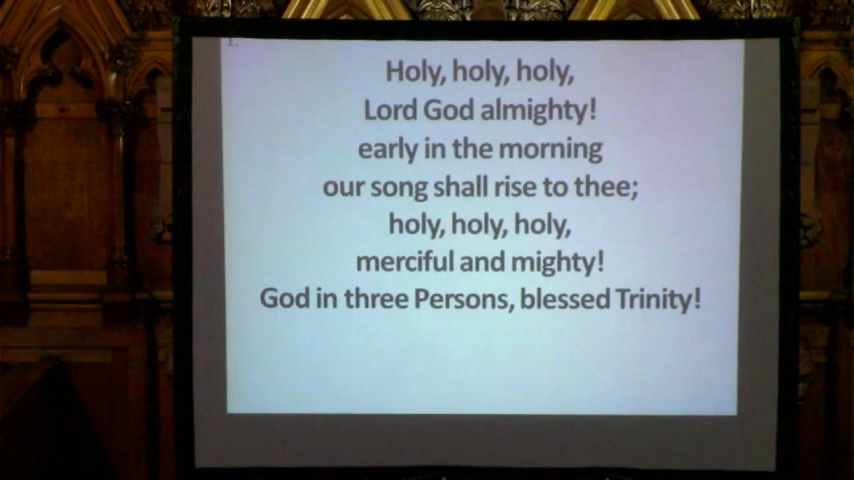 1.
Holy, holy, holy,
Lord God almighty!
early in the morning
our song shall rise to thee;
holy, holy, holy,
merciful and mighty!
God in three Persons, blessed Trinity!